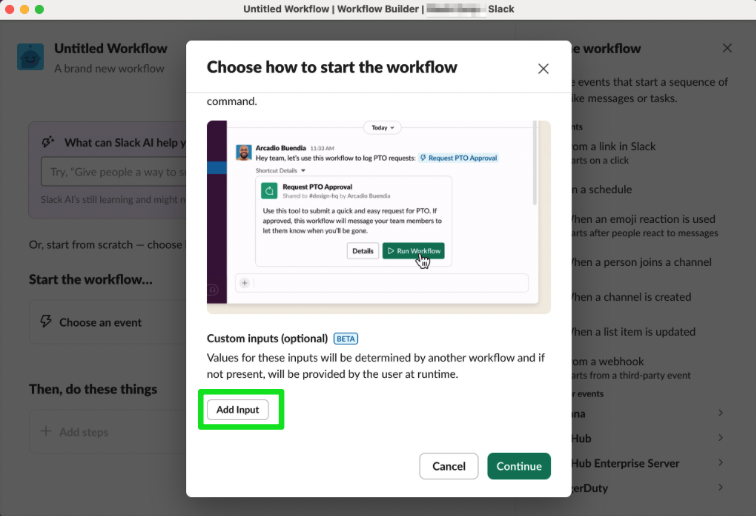 Untitled Workflow | Workflow Builder | Slack
Untitled Workflow
A brand new workflow
What can Slack AI help y
Try, "Give people a way to s
Slack AI's still learning and might n
Or, start from scratch — choose
Start the workflow...
Choose an event
Then, do these things
Add steps
Choose how to start the workflow
command.
Today
Arcadio Buendia 11:33 AM
Hey team, let's use this workflow to log PTO requests: Request PTO Approval
Shortcut Details
Request PTO Approval
Shared to #design-hq by Arcadio Buendia
Use this tool to submit a quick and easy request for PTO. If
approved, this workflow will message your team members to
let them know when you'll be gone.
Details
Run Workflow
Custom inputs (optional) BETA
Values for these inputs will be determined by another workflow and if
not present, will be provided by the user at runtime.
Add Input
Cancel
Continue
e workflow
e events that start a sequence of
ike messages or tasks.
nts
rom a link in Slack
arts on a click
n a schedule
hen an emoji reaction is used
arts after people react to messages
hen a person joins a channel
hen a channel is created
hen a list item is updated
om a webhook
arts from a third-party event
r events
na
Hub
Hub Enterprise Server
erDuty